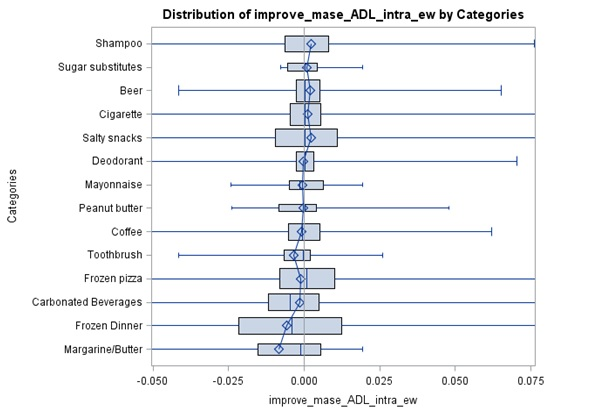 Distribution of improve_mase_ADL_intra_ew by Categories
Categories
Shampoo
Sugar substitutes
Beer
Cigarette
Salty snacks
Deodorant
Mayonnaise
Peanut butter
Coffee
Toothbrush
Frozen pizza
Carbonated Beverages
Frozen Dinner
Margarine/Butter
-0.050 -0.025 0.000 0.025 0.050 0.075
improve_mase_ADL_intra_ew